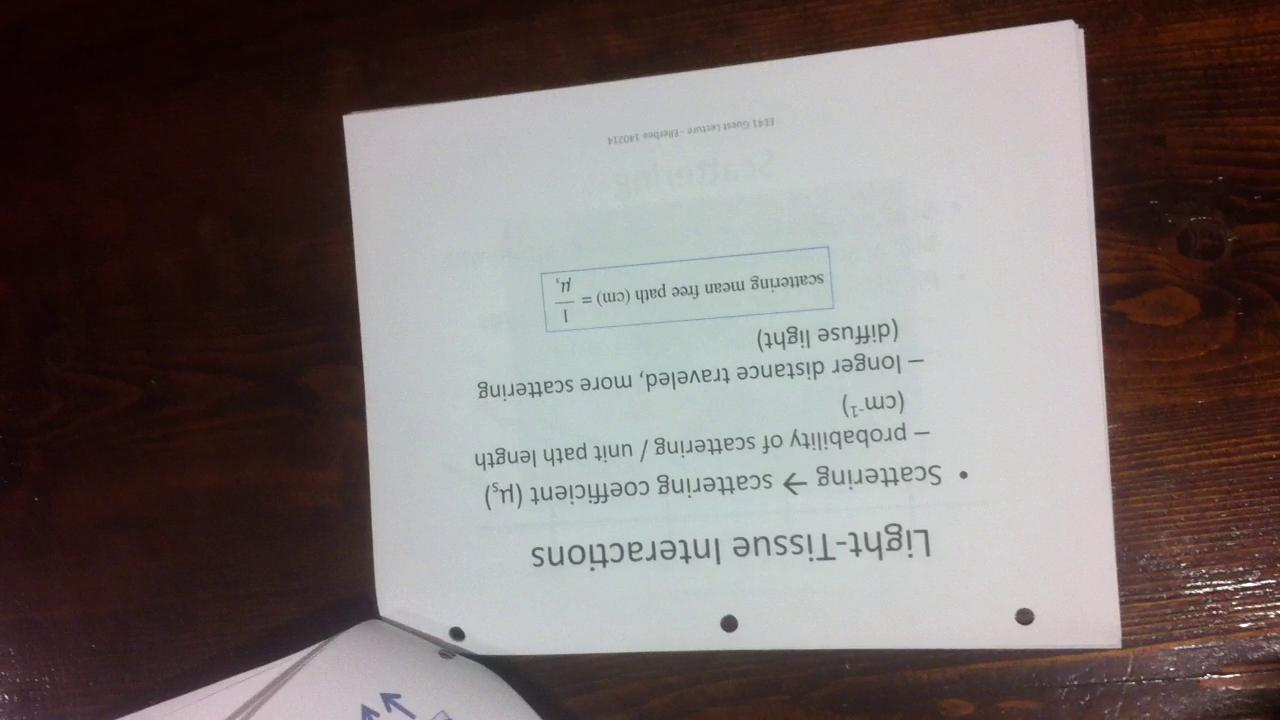 Light-Tissue Interactions
• Scattering → scattering coefficient (μs)
– probability of scattering / unit path length
(cm-1)
– longer distance traveled, more scattering
(diffuse light)
scattering mean free path (cm) = 1/μs
EE41 Guest Lecture - Ellerbee 140214
Scattering